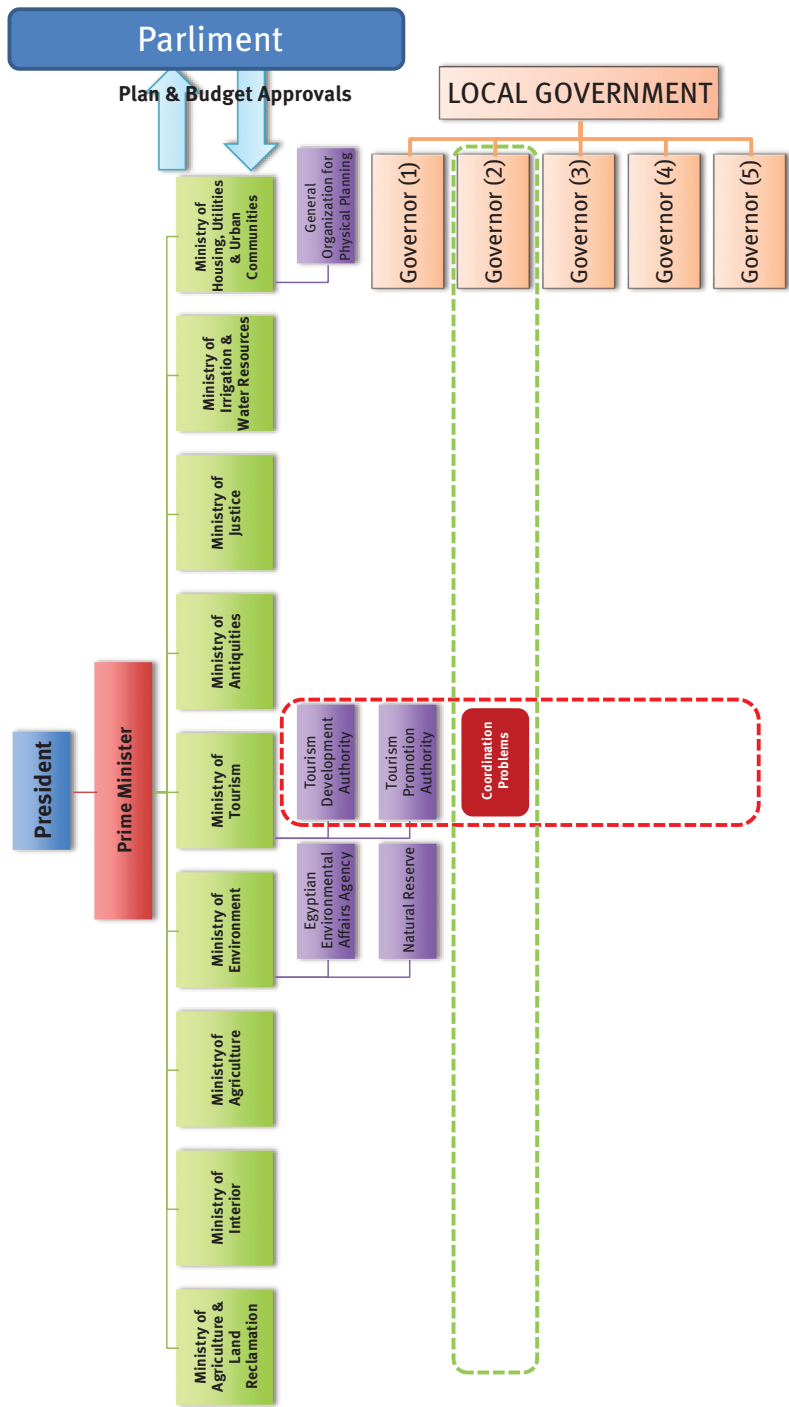 Parliment
Plan & Budget Approvals
President
Prime Minister
Ministry of
Agriculture &
Land
Reclamation
Ministry of
Interior
Ministryof
Agriculture
Ministry of
Environment
Ministry of
Tourism
Ministry of
Antiquities
Ministry of
Justice
Ministry of
Irrigation &
Water Resources
Ministry of
Housing, Utilities
& Urban
Communities
Egyptian
Environmental
Affairs Agency
Natural Reserve
Tourism
Development
Authority
Tourism
Promotion
Authority
General
Organization for
Physical Planning
Coordination
Problems
LOCAL GOVERNMENT
Governor (1)
Governor (2)
Governor (3)
Governor (4)
Governor (5)